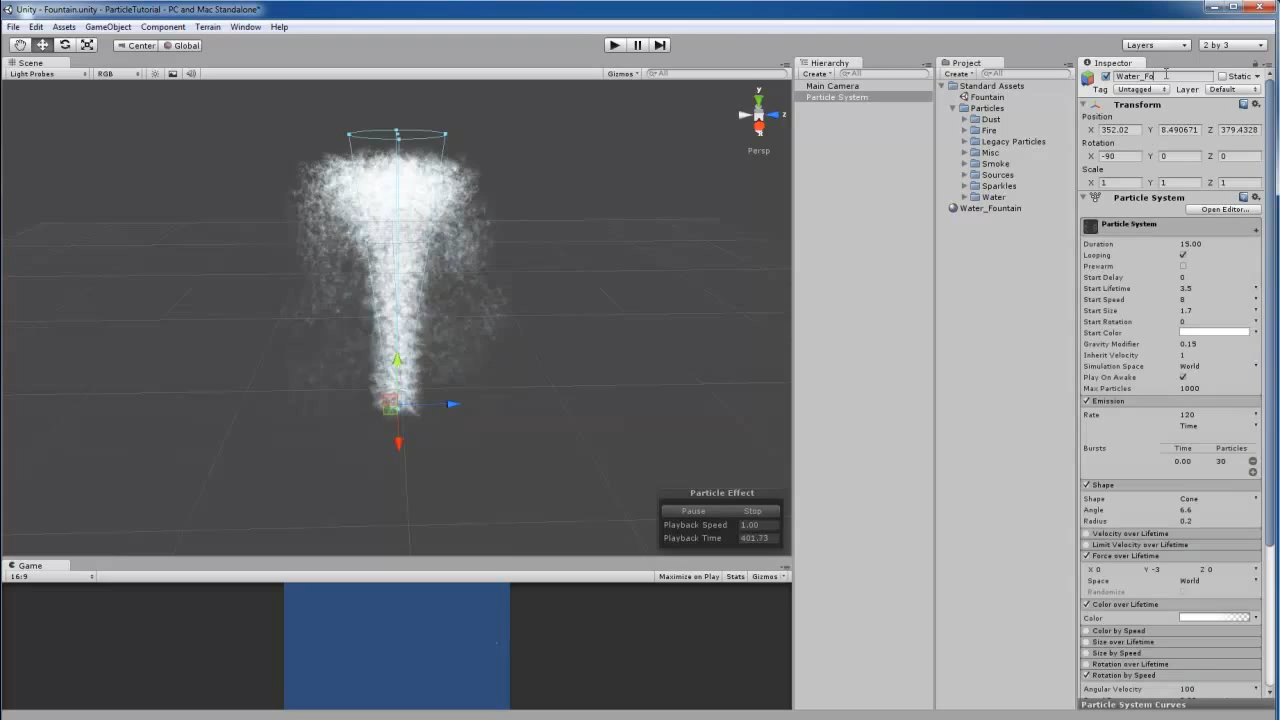 Unity - Fountain.unity - ParticleTutorial - PC and Mac Standalone*
File Edit Assets GameObject Component Terrain Window Help
Center Global Layers 2 by 3
Scene
Light Probes RGB Gizmos All
y
z
Persp
Particle Effect
Pause Stop
Playback Speed 1.00
Playback Time 401.73
Game
16:9 Maximize on Play Stats Gizmos
Hierarchy
Create All
Main Camera
Particle System
Project
Create All
Standard Assets
Fountain
Particles
Dust
Fire
Legacy Particles
Misc
Smoke
Sources
Sparkles
Water
Water_Fountain
Inspector
Water_Fo Static
Tag Untagged Layer Default
Transform
Position
X 352.02 Y 8.490671 Z 379.4328
Rotation
X -90 Y 0 Z 0
Scale
X 1 Y 1 Z 1
Particle System
Open Editor...
Particle System
Duration 15.00
Looping
Prewarm
Start Delay 0
Start Lifetime 3.5
Start Speed 8
Start Size 1.7
Start Rotation 0
Start Color
Gravity Modifier 0.15
Inherit Velocity 1
Simulation Space World
Play On Awake
Max Particles 1000
Emission
Rate 120
Time
Bursts Time Particles
0.00 30
Shape
Shape Cone
Angle 6.6
Radius 0.2
Velocity over Lifetime
Limit Velocity over Lifetime
Force over Lifetime
X 0 Y -3 Z 0
Space World
Randomize
Color over Lifetime
Color
Color by Speed
Size over Lifetime
Size by Speed
Rotation over Lifetime
Rotation by Speed
Angular Velocity 100
Particle System Curves